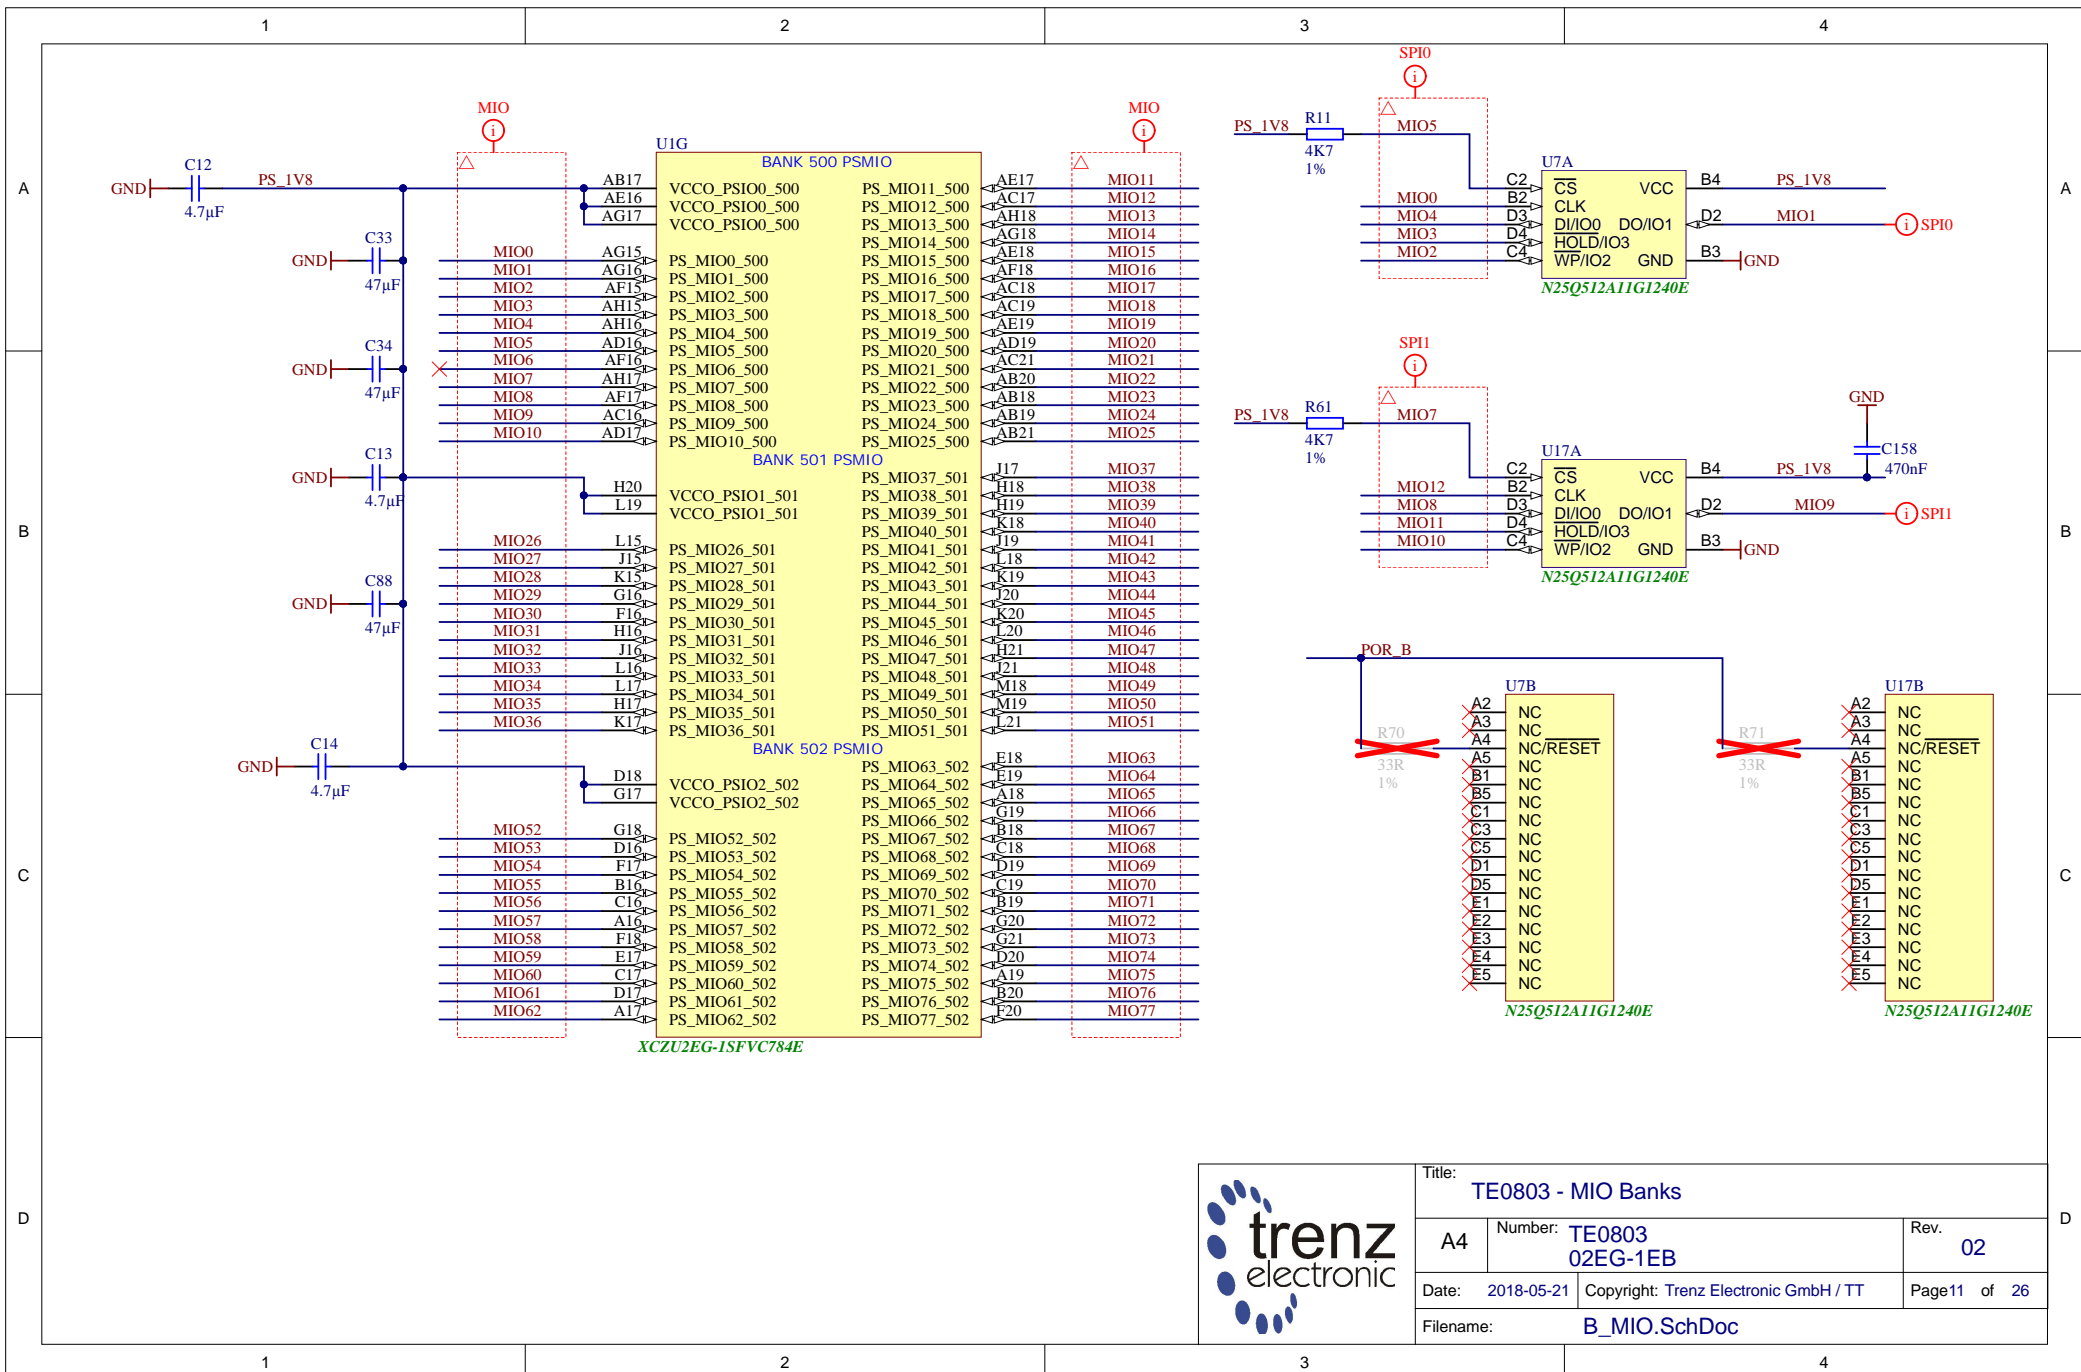 1 2 3 4
A
B
C
D
A
B
C
D
1 2 3 4
MIO
i
MIO
i
U1G
BANK 500 PSMIO
GND C12 4.7µF PS_1V8
GND C33 47µF
GND C34 47µF
GND C13 4.7µF
GND C88 47µF
GND C14 4.7µF
AB17 VCCO_PSIO0_500 PS_MIO11_500 AE17 MIO11
AE16 VCCO_PSIO0_500 PS_MIO12_500 AC17 MIO12
AG17 VCCO_PSIO0_500 PS_MIO13_500 AH18 MIO13
PS_MIO14_500 AG18 MIO14
MIO0 AG15 PS_MIO0_500 PS_MIO15_500 AE18 MIO15
MIO1 AG16 PS_MIO1_500 PS_MIO16_500 AF18 MIO16
MIO2 AF15 PS_MIO2_500 PS_MIO17_500 AC18 MIO17
MIO3 AH15 PS_MIO3_500 PS_MIO18_500 AC19 MIO18
MIO4 AH16 PS_MIO4_500 PS_MIO19_500 AE19 MIO19
MIO5 AD16 PS_MIO5_500 PS_MIO20_500 AD19 MIO20
MIO6 AF16 PS_MIO6_500 PS_MIO21_500 AC21 MIO21
MIO7 AH17 PS_MIO7_500 PS_MIO22_500 AB20 MIO22
MIO8 AF17 PS_MIO8_500 PS_MIO23_500 AB18 MIO23
MIO9 AC16 PS_MIO9_500 PS_MIO24_500 AB19 MIO24
MIO10 AD17 PS_MIO10_500 PS_MIO25_500 AB21 MIO25
BANK 501 PSMIO
PS_MIO37_501 J17 MIO37
H20 VCCO_PSIO1_501 PS_MIO38_501 H18 MIO38
L19 VCCO_PSIO1_501 PS_MIO39_501 H19 MIO39
PS_MIO40_501 K18 MIO40
MIO26 L15 PS_MIO26_501 PS_MIO41_501 J19 MIO41
MIO27 J15 PS_MIO27_501 PS_MIO42_501 L18 MIO42
MIO28 K15 PS_MIO28_501 PS_MIO43_501 K19 MIO43
MIO29 G16 PS_MIO29_501 PS_MIO44_501 J20 MIO44
MIO30 F16 PS_MIO30_501 PS_MIO45_501 K20 MIO45
MIO31 H16 PS_MIO31_501 PS_MIO46_501 L20 MIO46
MIO32 J16 PS_MIO32_501 PS_MIO47_501 H21 MIO47
MIO33 L16 PS_MIO33_501 PS_MIO48_501 J21 MIO48
MIO34 L17 PS_MIO34_501 PS_MIO49_501 M18 MIO49
MIO35 H17 PS_MIO35_501 PS_MIO50_501 M19 MIO50
MIO36 K17 PS_MIO36_501 PS_MIO51_501 L21 MIO51
BANK 502 PSMIO
PS_MIO63_502 E18 MIO63
D18 VCCO_PSIO2_502 PS_MIO64_502 E19 MIO64
G17 VCCO_PSIO2_502 PS_MIO65_502 A18 MIO65
PS_MIO66_502 G19 MIO66
MIO52 G18 PS_MIO52_502 PS_MIO67_502 B18 MIO67
MIO53 D16 PS_MIO53_502 PS_MIO68_502 C18 MIO68
MIO54 F17 PS_MIO54_502 PS_MIO69_502 D19 MIO69
MIO55 B16 PS_MIO55_502 PS_MIO70_502 C19 MIO70
MIO56 C16 PS_MIO56_502 PS_MIO71_502 B19 MIO71
MIO57 A16 PS_MIO57_502 PS_MIO72_502 G20 MIO72
MIO58 F18 PS_MIO58_502 PS_MIO73_502 G21 MIO73
MIO59 E17 PS_MIO59_502 PS_MIO74_502 D20 MIO74
MIO60 C17 PS_MIO60_502 PS_MIO75_502 A19 MIO75
MIO61 D17 PS_MIO61_502 PS_MIO76_502 B20 MIO76
MIO62 A17 PS_MIO62_502 PS_MIO77_502 F20 MIO77
XCZU2EG-1SFVC784E
SPI0
i
PS_1V8 R11 MIO5
4K7
1%
U7A
C2 CS VCC B4 PS_1V8
MIO0 B2 CLK
MIO4 D3 DI/IO0 DO/IO1 D2 MIO1 i SPI0
MIO3 D4 HOLD/IO3
MIO2 C4 WP/IO2 GND B3 GND
N25Q512A11G1240E
SPI1
i
PS_1V8 R61 MIO7
4K7
1%
GND
C158
470nF
U17A
C2 CS VCC B4 PS_1V8
MIO12 B2 CLK
MIO8 D3 DI/IO0 DO/IO1 D2 MIO9 i SPI1
MIO11 D4 HOLD/IO3
MIO10 C4 WP/IO2 GND B3 GND
N25Q512A11G1240E
POR_B
R70
33R
1%
U7B
A2 NC
A3 NC
A4 NC/RESET
A5 NC
B1 NC
B5 NC
C1 NC
C3 NC
C5 NC
D1 NC
D5 NC
E1 NC
E2 NC
E3 NC
E4 NC
E5 NC
N25Q512A11G1240E
R71
33R
1%
U17B
A2 NC
A3 NC
A4 NC/RESET
A5 NC
B1 NC
B5 NC
C1 NC
C3 NC
C5 NC
D1 NC
D5 NC
E1 NC
E2 NC
E3 NC
E4 NC
E5 NC
N25Q512A11G1240E
trenz
electronic
Title:
TE0803 - MIO Banks
A4 Number: TE0803
02EG-1EB
Rev.
02
Date: 2018-05-21 Copyright: Trenz Electronic GmbH / TT Page11 of 26
Filename: B_MIO.SchDoc